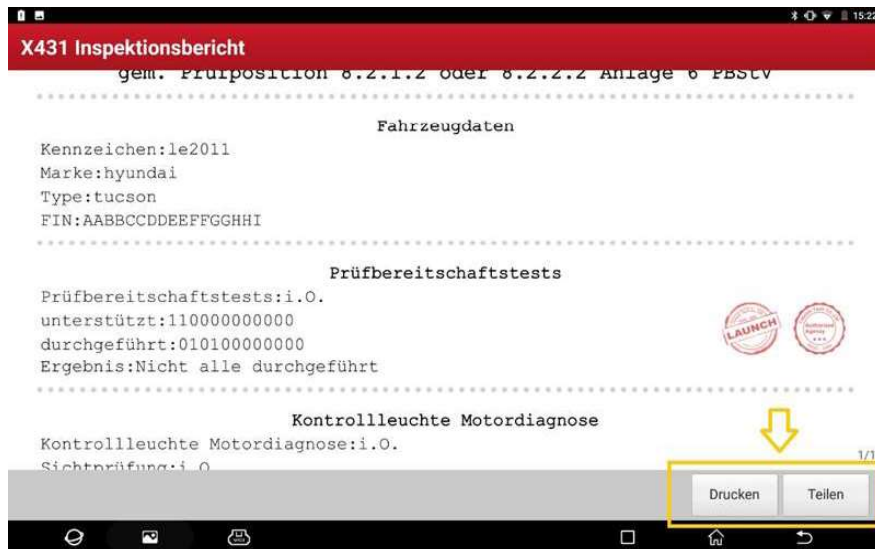 15:22
X431 Inspektionsbericht
gem. Prüfposition 8.2.1.2 oder 8.2.2.2 Anlage 6 PBStV
Fahrzeugdaten
Kennzeichen:le2011
Marke:hyundai
Type:tucson
FIN:AABBCCDDEEFFGGHHI
Prüfbereitschaftstests
Prüfbereitschaftstests:i.O.
unterstützt:110000000000
durchgeführt:010100000000
Ergebnis:Nicht alle durchgeführt
LAUNCH
Kontrollleuchte Motordiagnose
Kontrollleuchte Motordiagnose:i.O.
Sichtprüfung:i.O.
1/1
Drucken
Teilen